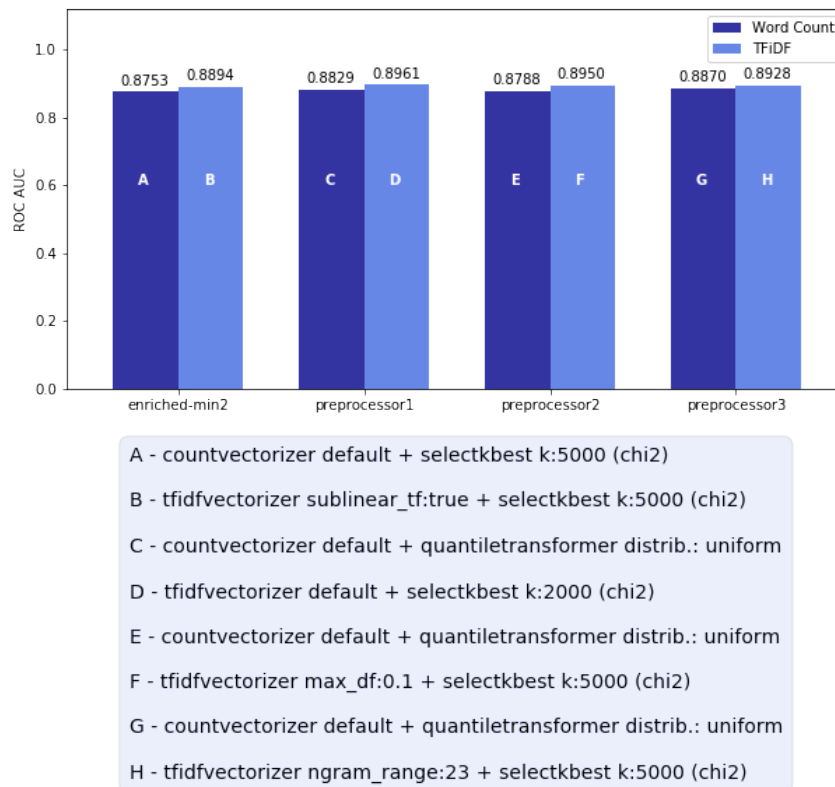 Word Count
TFiDF
ROC AUC
1.0
0.8
0.6
0.4
0.2
0.0
0.8753
0.8894
0.8829
0.8961
0.8788
0.8950
0.8870
0.8928
A
B
C
D
E
F
G
H
enriched-min2
preprocessor1
preprocessor2
preprocessor3
A - countvectorizer default + selectkbest k:5000 (chi2)
B - tfidfvectorizer sublinear_tf:true + selectkbest k:5000 (chi2)
C - countvectorizer default + quantiletransformer distrib.: uniform
D - tfidfvectorizer default + selectkbest k:2000 (chi2)
E - countvectorizer default + quantiletransformer distrib.: uniform
F - tfidfvectorizer max_df:0.1 + selectkbest k:5000 (chi2)
G - countvectorizer default + quantiletransformer distrib.: uniform
H - tfidfvectorizer ngram_range:23 + selectkbest k:5000 (chi2)